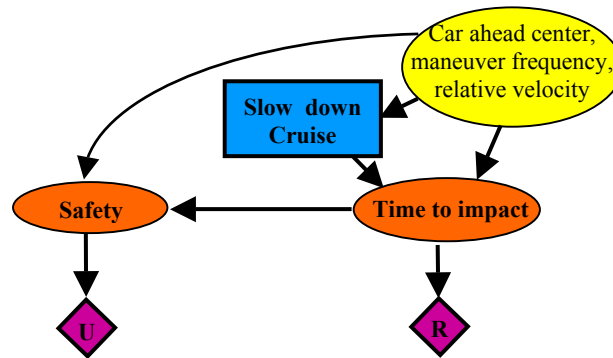 Car ahead center,
maneuver frequency,
relative velocity
Slow down
Cruise
Safety
Time to impact
U
R